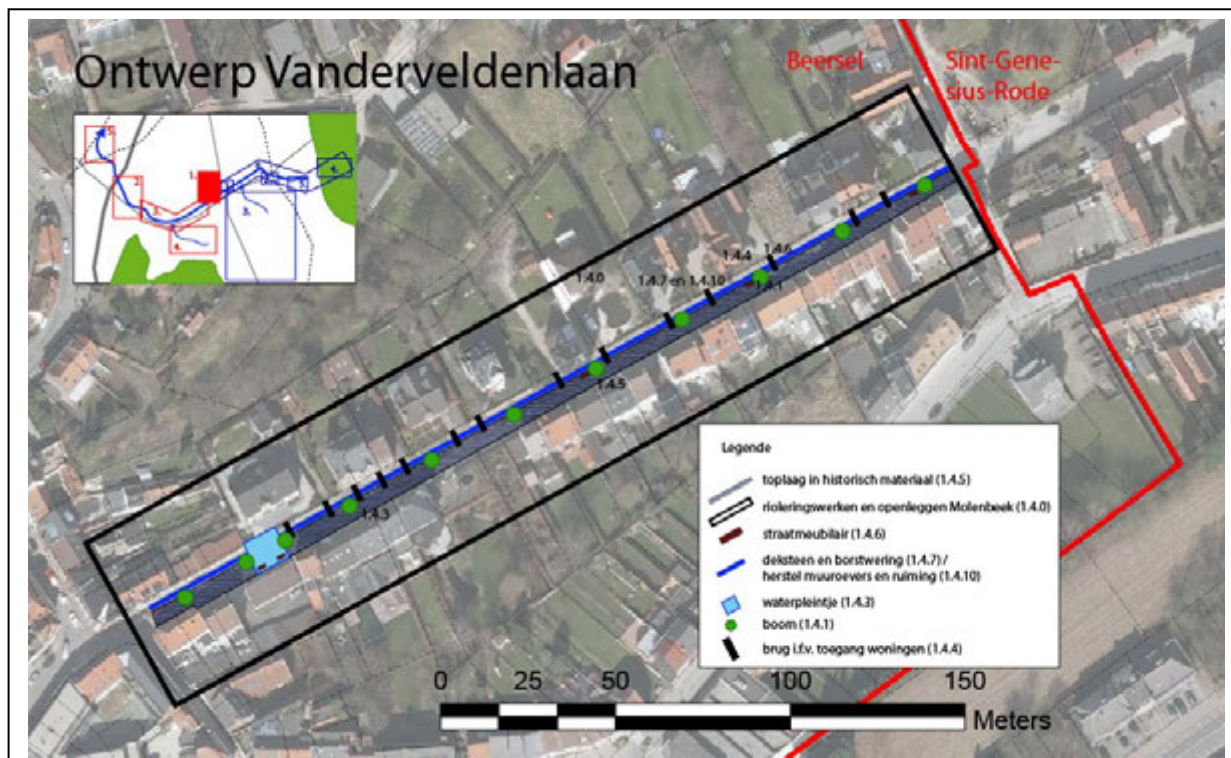 Ontwerp Vanderveldenlaan
Beersel
Sint-Gene-
sius-Rode
1.4.6
1.4.4
1.4.0
1.4.7 en 1.4.10
1.4.1
1.4.5
1.4.3
Legende
toplaag in historisch materiaal (1.4.5)
rioleringswerken en openleggen Molenbeek (1.4.0)
straatmeubilair (1.4.6)
deksteen en borstwering (1.4.7) /
herstel muuroevers en ruiming (1.4.10)
waterpleintje (1.4.3)
boom (1.4.1)
brug i.f.v. toegang woningen (1.4.4)
0 25 50 100 150
Meters